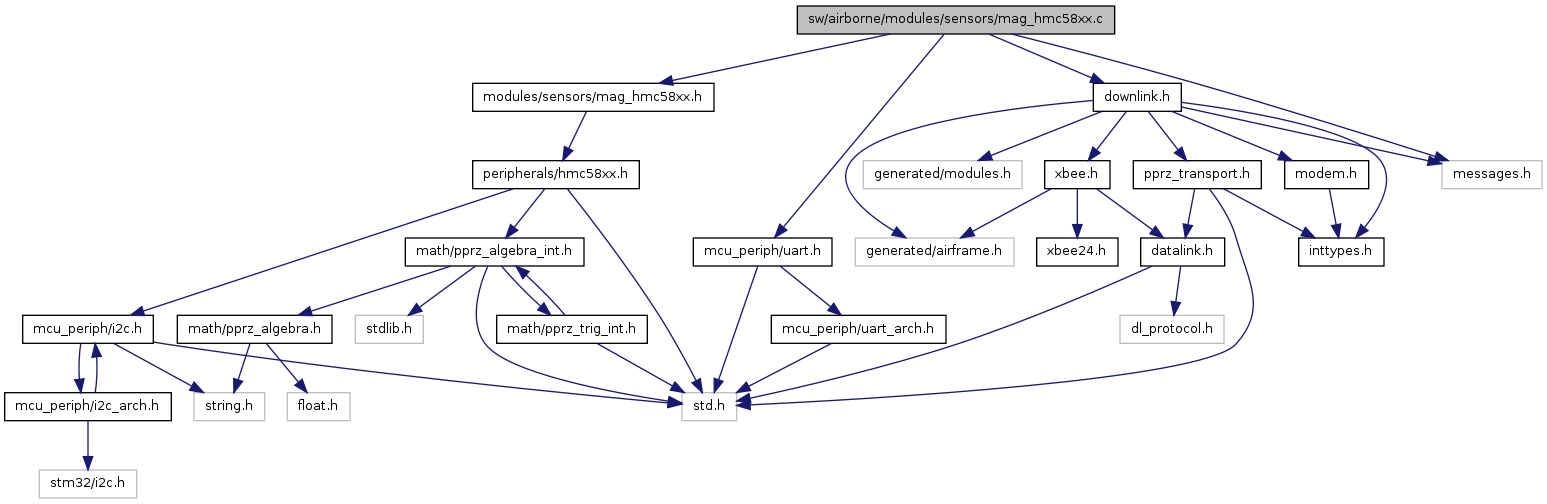 sw/airborne/modules/sensors/mag_hmc58xx.c
modules/sensors/mag_hmc58xx.h
downlink.h
peripherals/hmc58xx.h
generated/modules.h
xbee.h
pprz_transport.h
modem.h
messages.h
math/pprz_algebra_int.h
mcu_periph/uart.h
generated/airframe.h
xbee24.h
datalink.h
inttypes.h
mcu_periph/i2c.h
math/pprz_algebra.h
stdlib.h
math/pprz_trig_int.h
mcu_periph/uart_arch.h
dl_protocol.h
mcu_periph/i2c_arch.h
string.h
float.h
std.h
stm32/i2c.h